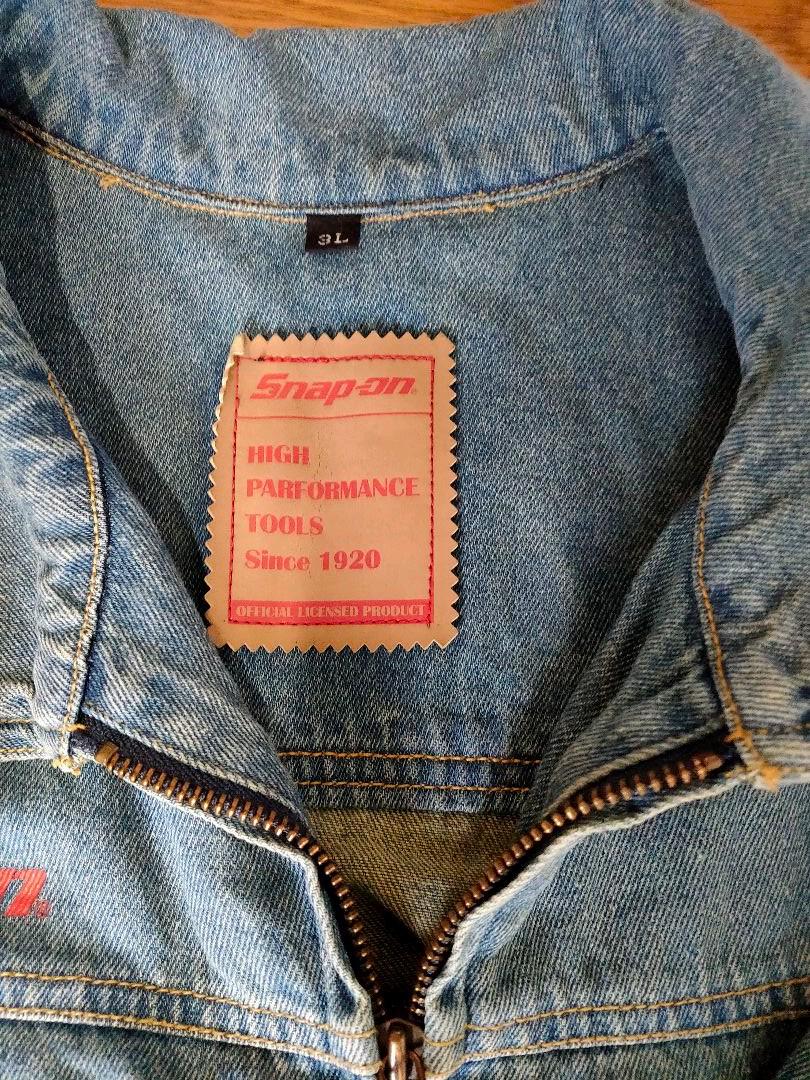 3L
Snap-on
HIGH
PARFORMANCE
TOOLS
Since 1920
OFFICIAL LICENSED PRODUCT
n